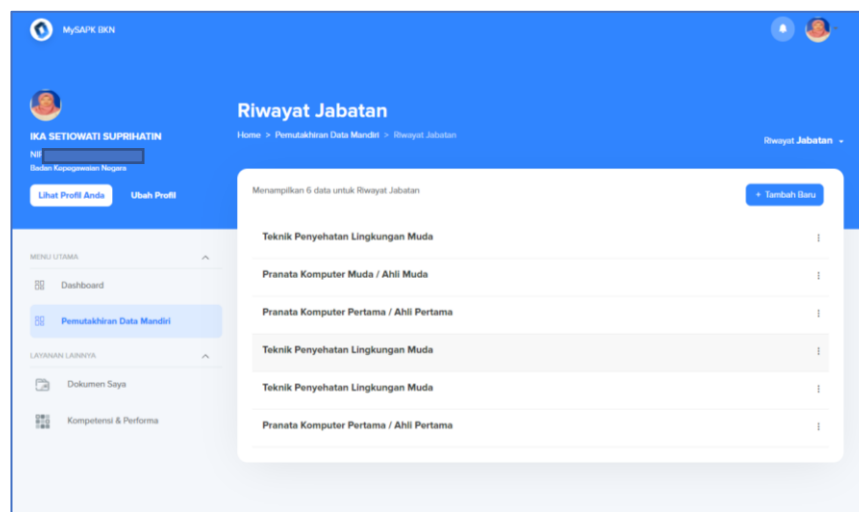 MySAPK BKN
IKA SETIOWATI SUPRIHATIN
NIP
Badan Kepegawaian Negara
Lihat Profil Anda
Ubah Profil
MENU UTAMA
Dashboard
Pemutakhiran Data Mandiri
LAYANAN LAINNYA
Dokumen Saya
Kompetensi & Performa
Riwayat Jabatan
Home > Pemutakhiran Data Mandiri > Riwayat Jabatan
Riwayat Jabatan
Menampilkan 6 data untuk Riwayat Jabatan
+ Tambah Baru
Teknik Penyehatan Lingkungan Muda
Pranata Komputer Muda / Ahli Muda
Pranata Komputer Pertama / Ahli Pertama
Teknik Penyehatan Lingkungan Muda
Teknik Penyehatan Lingkungan Muda
Pranata Komputer Pertama / Ahli Pertama